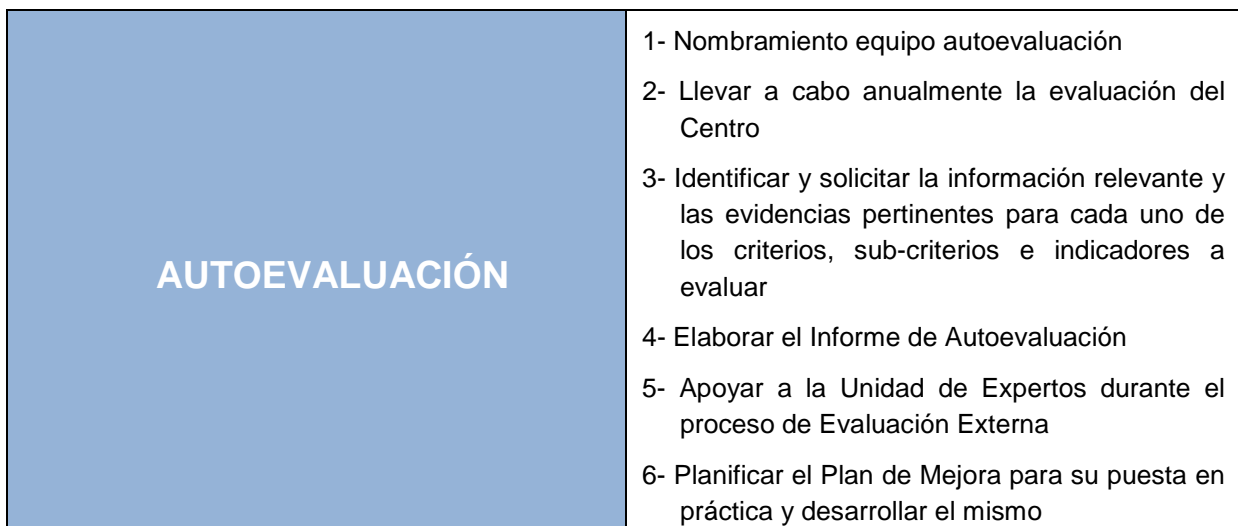 AUTOEVALUACIÓN
1- Nombramiento equipo autoevaluación
2- Llevar a cabo anualmente la evaluación del
Centro
3- Identificar y solicitar la información relevante y
las evidencias pertinentes para cada uno de
los criterios, sub-criterios e indicadores a
evaluar
4- Elaborar el Informe de Autoevaluación
5- Apoyar a la Unidad de Expertos durante el
proceso de Evaluación Externa
6- Planificar el Plan de Mejora para su puesta en
práctica y desarrollar el mismo